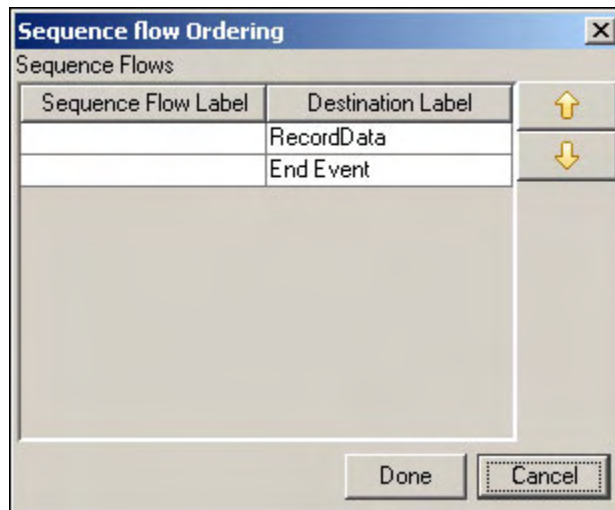 Sequence flow Ordering
Sequence Flows
Sequence Flow Label Destination Label
RecordData
End Event
Done Cancel